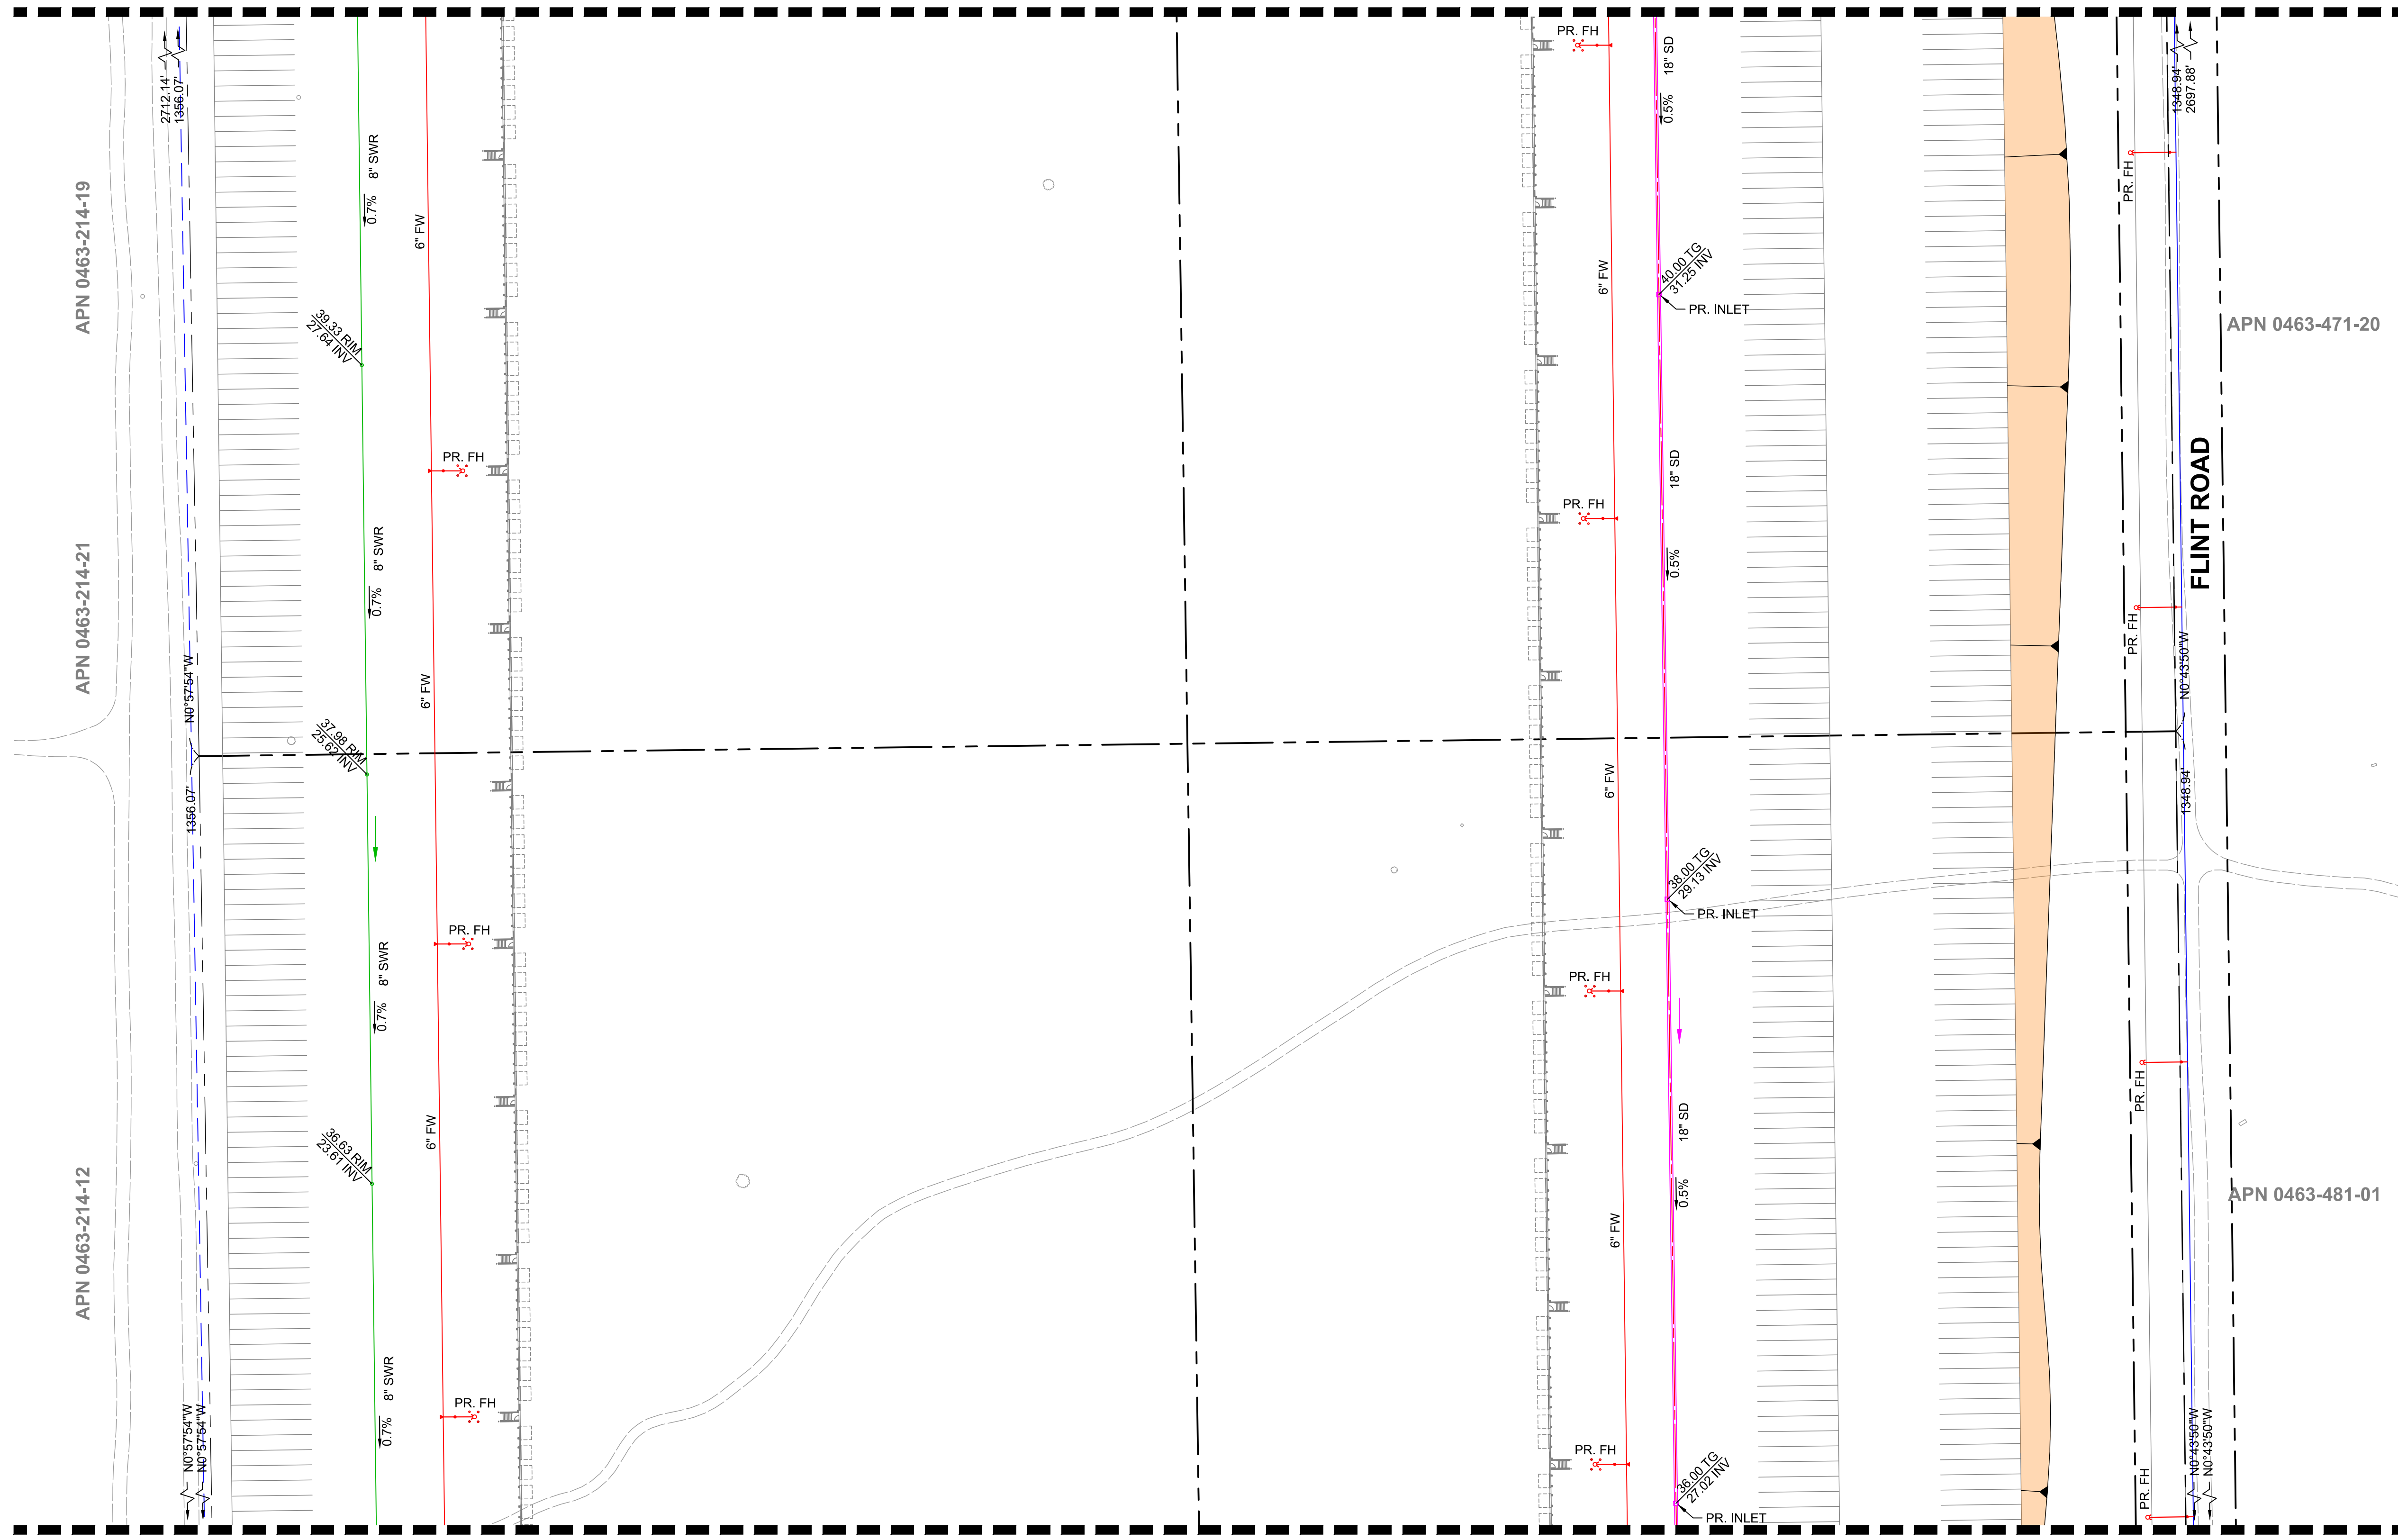 2712.14'
1356.07'
APN 0463-214-19
8" SWR
0.7%
6" FW
39.33 RIM
27.64 INV
PR. FH
8" SWR
0.7%
APN 0463-214-21
N0°57'54"W
6" FW
37.98 RIM
25.62 INV
1356.07'
PR. FH
8" SWR
0.7%
6" FW
36.63 RIM
23.61 INV
APN 0463-214-12
8" SWR
0.7%
PR. FH
N0°57'54"W
N0°57'54"W
PR. FH
18" SD
0.5%
6" FW
40.00 TG
31.25 INV
PR. INLET
18" SD
PR. FH
0.5%
6" FW
38.00 TG
29.13 INV
PR. INLET
PR. FH
18" SD
0.5%
6" FW
PR. FH
36.00 TG
27.02 INV
PR. INLET
1348.94'
2697.88'
PR. FH
APN 0463-471-20
FLINT ROAD
PR. FH
N0°43'50"W
1348.94'
PR. FH
APN 0463-481-01
PR. FH
N0°43'50"W
N0°43'50"W